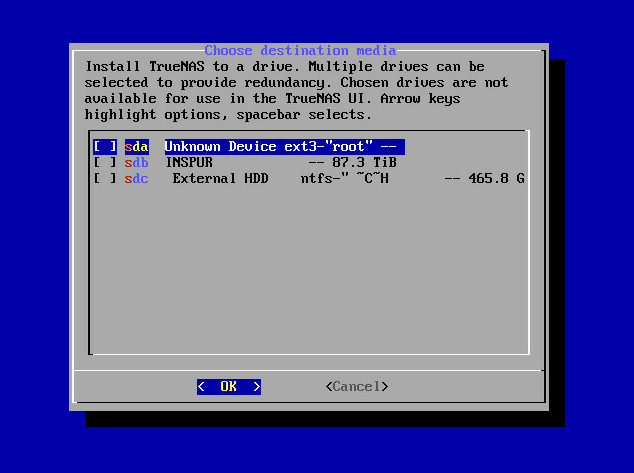 Choose destination media
Install TrueNAS to a drive. Multiple drives can be
selected to provide redundancy. Chosen drives are not
available for use in the TrueNAS UI. Arrow keys
highlight options, spacebar selects.
[ ] sda Unknown Device ext3-"root" --
[ ] sdb INSPUR -- 87.3 TiB
[ ] sdc External HDD ntfs-" ~C~H -- 465.8 G
< OK > <Cancel>